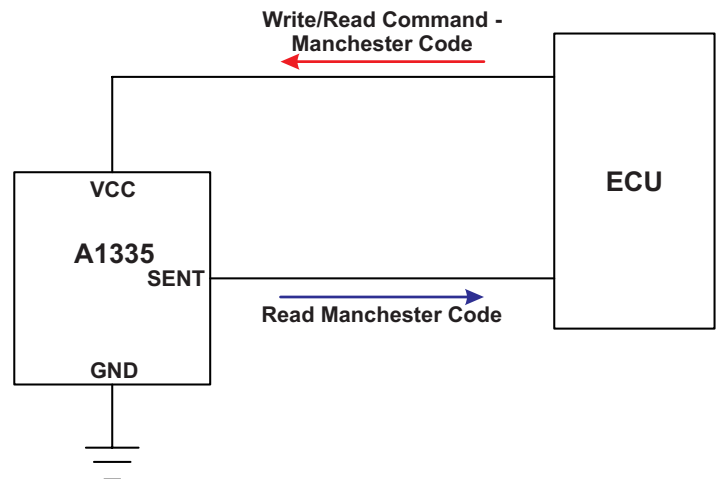 Write/Read Command -
Manchester Code
VCC
ECU
A1335
SENT
Read Manchester Code
GND